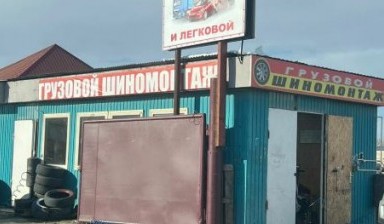 И ЛЕГКОВОЙ
ГРУЗОВОЙ ШИНОМОНТАЖ
ГРУЗОВОЙ
ШИНОМОНТАЖ